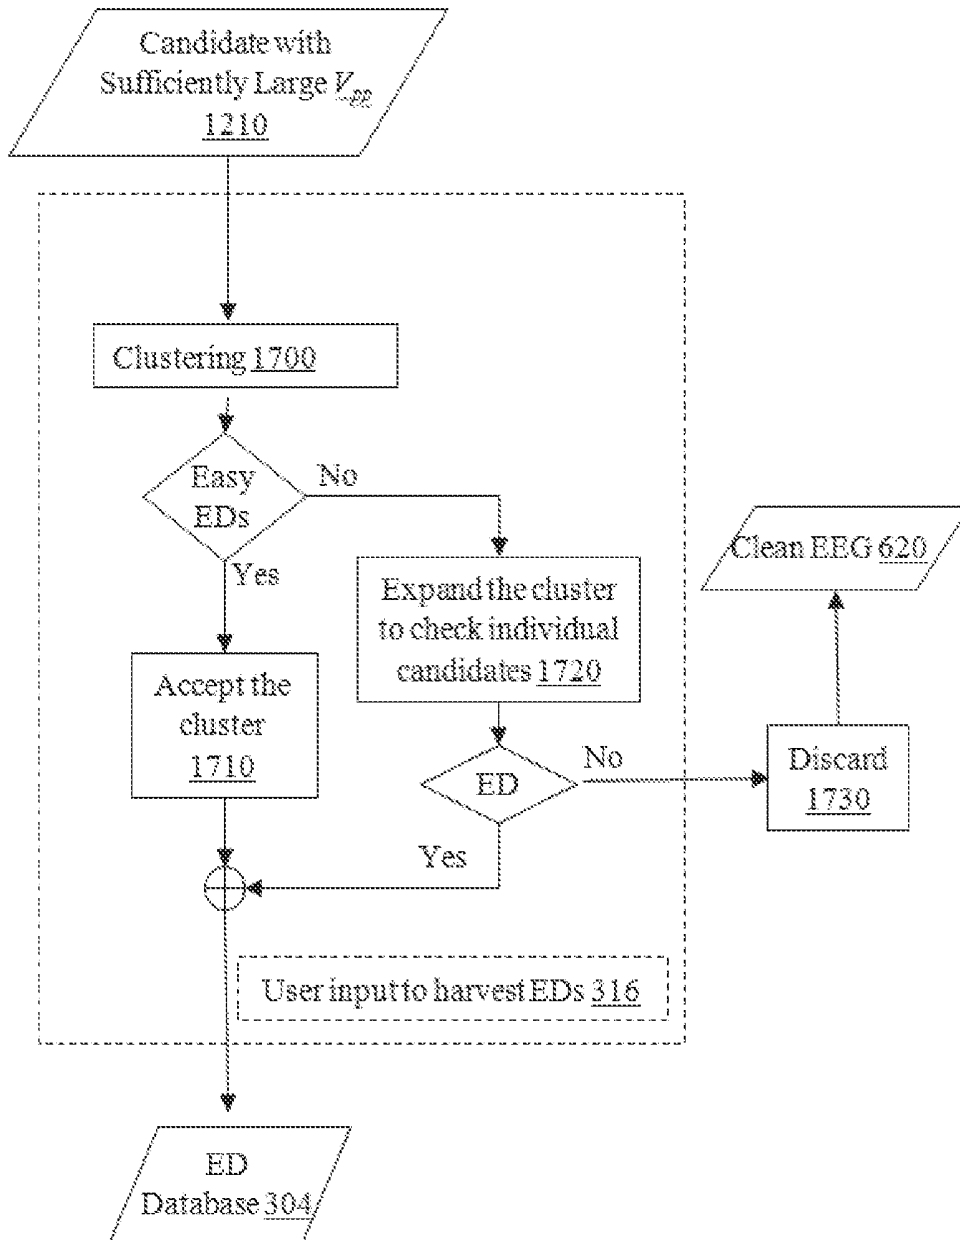 Candidate with
Sufficiently Large Vpp
1210
Clustering 1700
Easy
EDs
No
Yes
Expand the cluster
to check individual
candidates 1720
Clean EEG 620
Accept the
cluster
1710
ED
No
Discard
1730
Yes
User input to harvest EDs 316
ED
Database 304